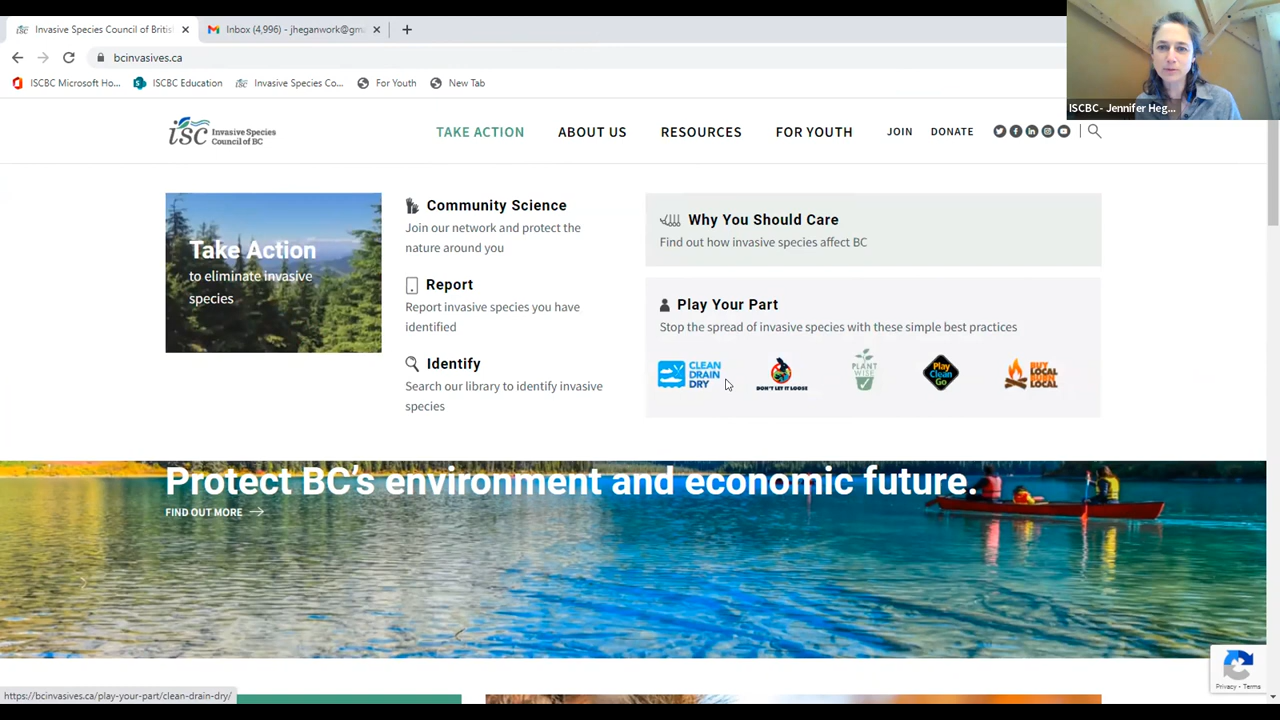 Invasive Species Council of Britis
Inbox (4,996) - jheganwork@gm
bcinvasives.ca
ISCBC Microsoft Ho...
ISCBC Education
Invasive Species Co...
For Youth
New Tab
ISCBC- Jennifer Heg...
isc Invasive Species
Council of BC
TAKE ACTION
ABOUT US
RESOURCES
FOR YOUTH
JOIN
DONATE
Take Action
to eliminate invasive
species
Community Science
Join our network and protect the
nature around you
Report
Report invasive species you have
identified
Identify
Search our library to identify invasive
species
Why You Should Care
Find out how invasive species affect BC
Play Your Part
Stop the spread of invasive species with these simple best practices
CLEAN
DRAIN
DRY
DON'T LET IT LOOSE
PLANT
WISE
Play
Clean
Go
BUY
LOCAL
BURN
LOCAL
Protect BC's environment and economic future.
FIND OUT MORE
Privacy - Terms
https://bcinvasives.ca/play-your-part/clean-drain-dry/